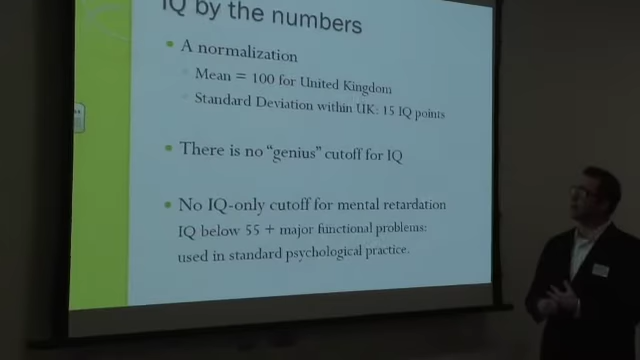 IQ by the numbers
A normalization
Mean = 100 for United Kingdom
Standard Deviation within UK: 15 IQ points
There is no “genius” cutoff for IQ
No IQ-only cutoff for mental retardation
IQ below 55 + major functional problems:
used in standard psychological practice.